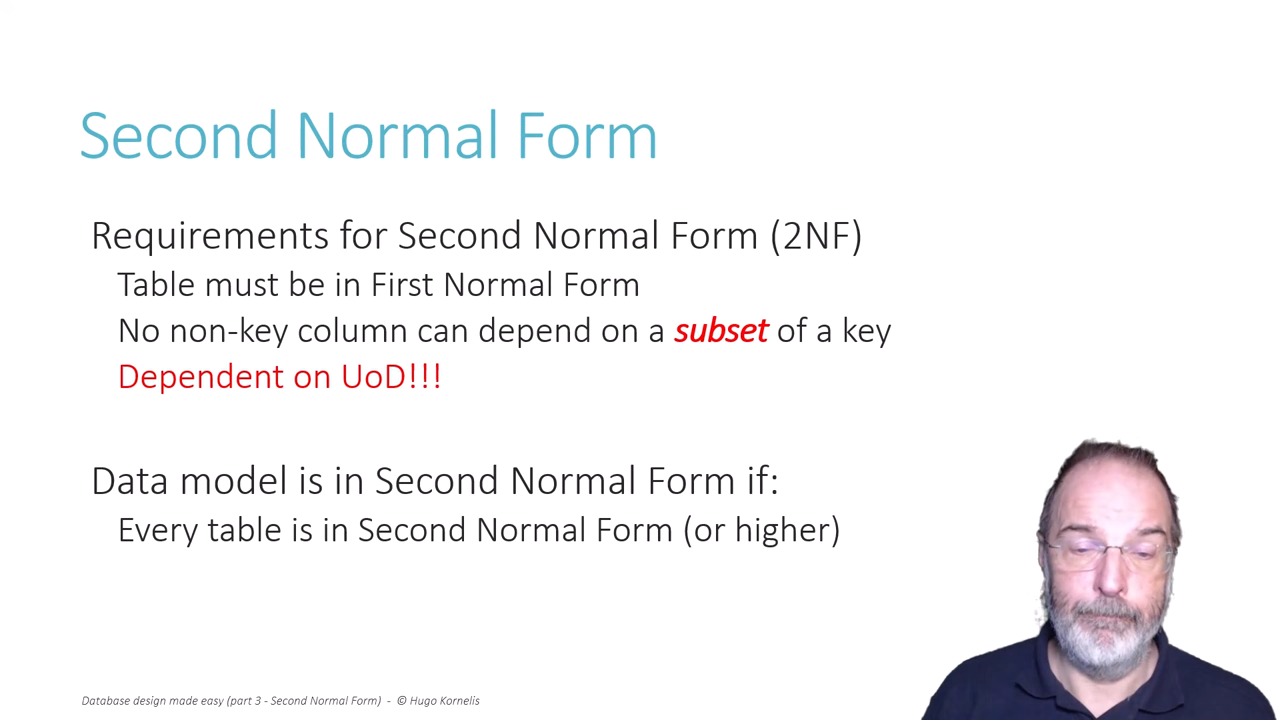 Second Normal Form
Requirements for Second Normal Form (2NF)
Table must be in First Normal Form
No non-key column can depend on a subset of a key
Dependent on UoD!!!
Data model is in Second Normal Form if:
Every table is in Second Normal Form (or higher)
Database design made easy (part 3 - Second Normal Form) - © Hugo Kornelis